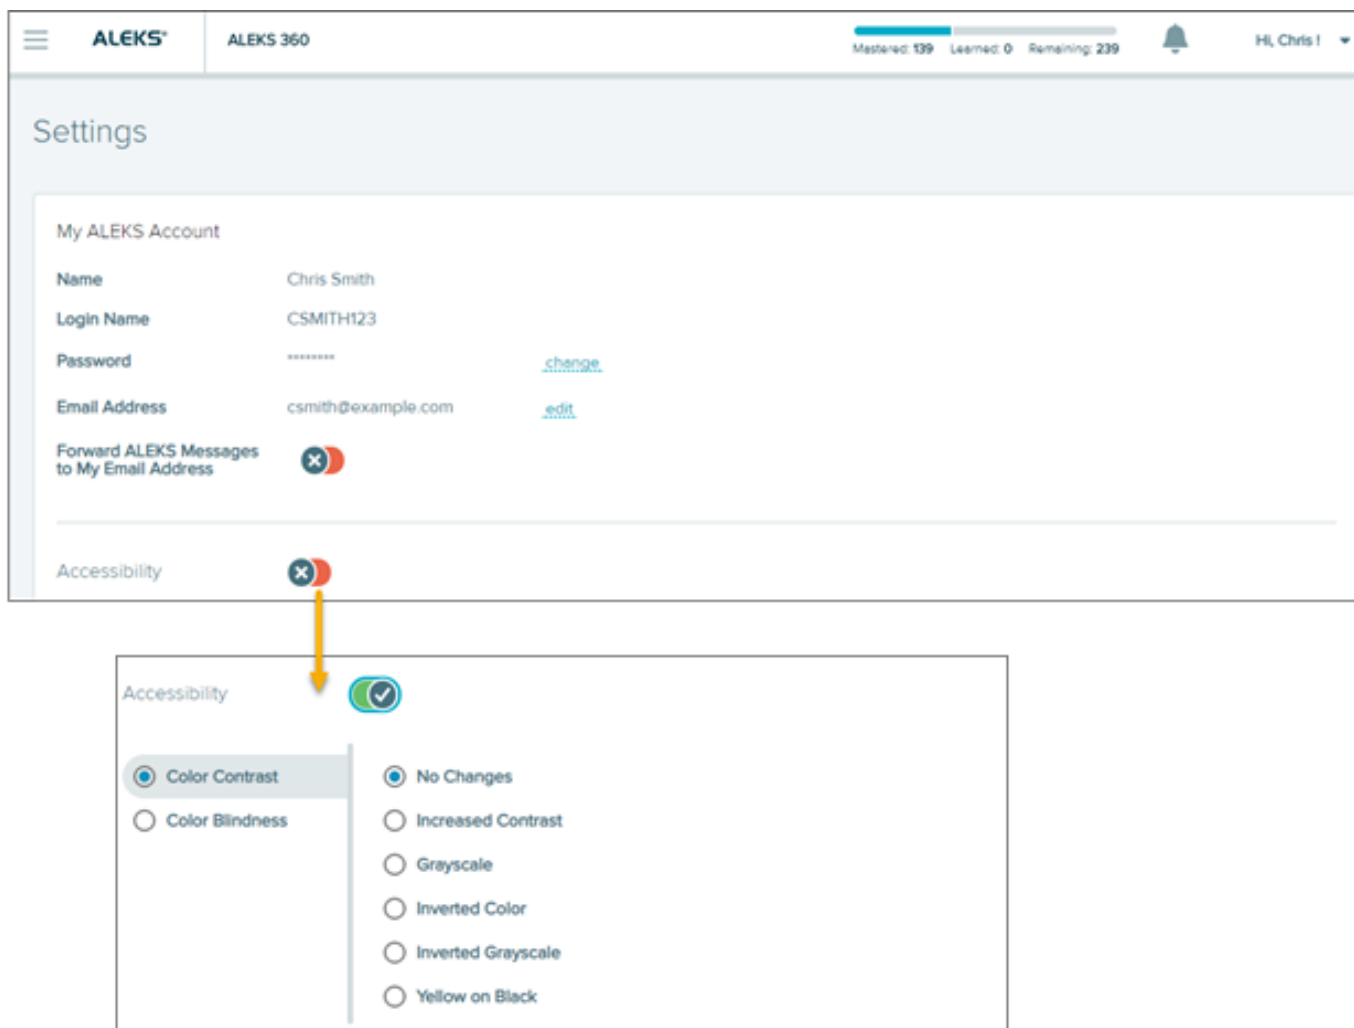 ALEKS®
ALEKS 360
Mastered: 139 Learned: 0 Remaining: 239
Hi, Chris !
Settings
My ALEKS Account
Name Chris Smith
Login Name CSMITH123
Password ******** change
Email Address csmith@example.com edit
Forward ALEKS Messages
to My Email Address
Accessibility
Accessibility
Color Contrast No Changes
Color Blindness Increased Contrast
Grayscale
Inverted Color
Inverted Grayscale
Yellow on Black